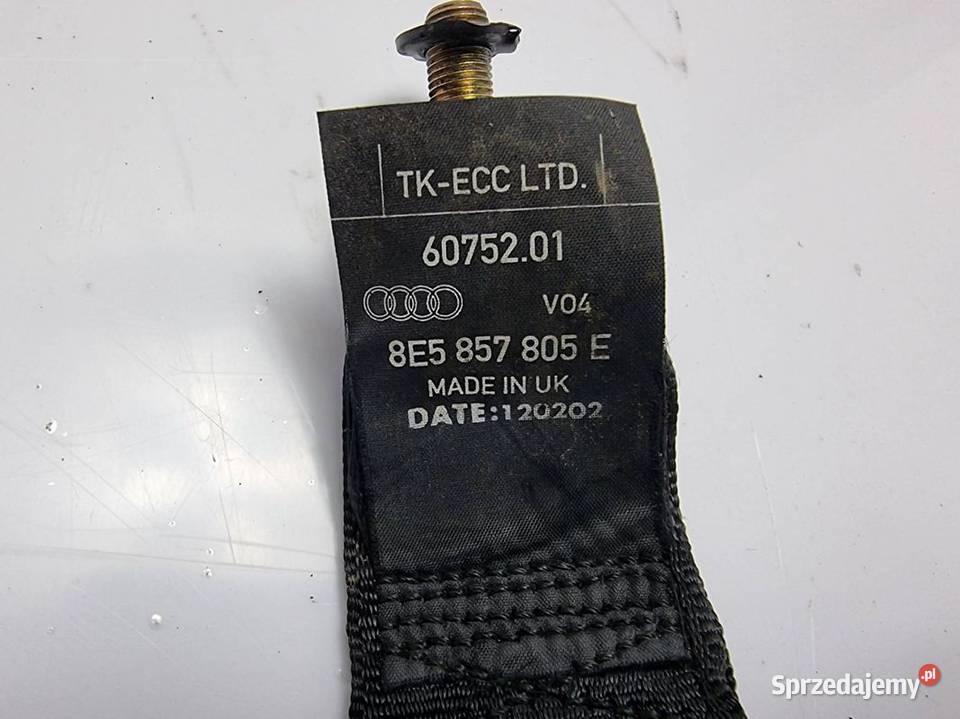 TK-ECC LTD.
60752.01
V04
8E5 857 805 E
MADE IN UK
DATE:120202
Sprzedajemy.pl